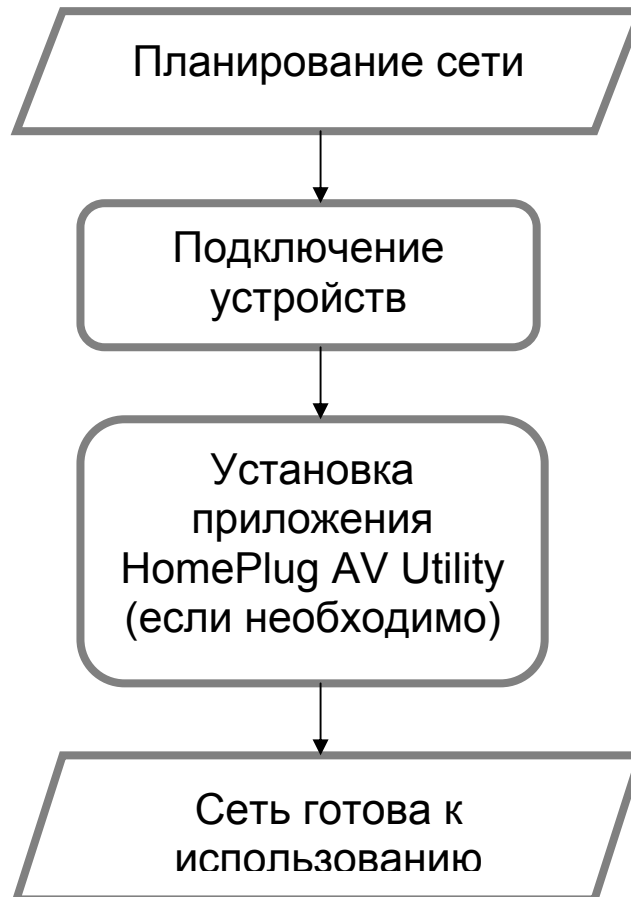 Планирование сети
Подключение
устройств
Установка
приложения
HomePlug AV Utility
(если необходимо)
Сеть готова к
использованию